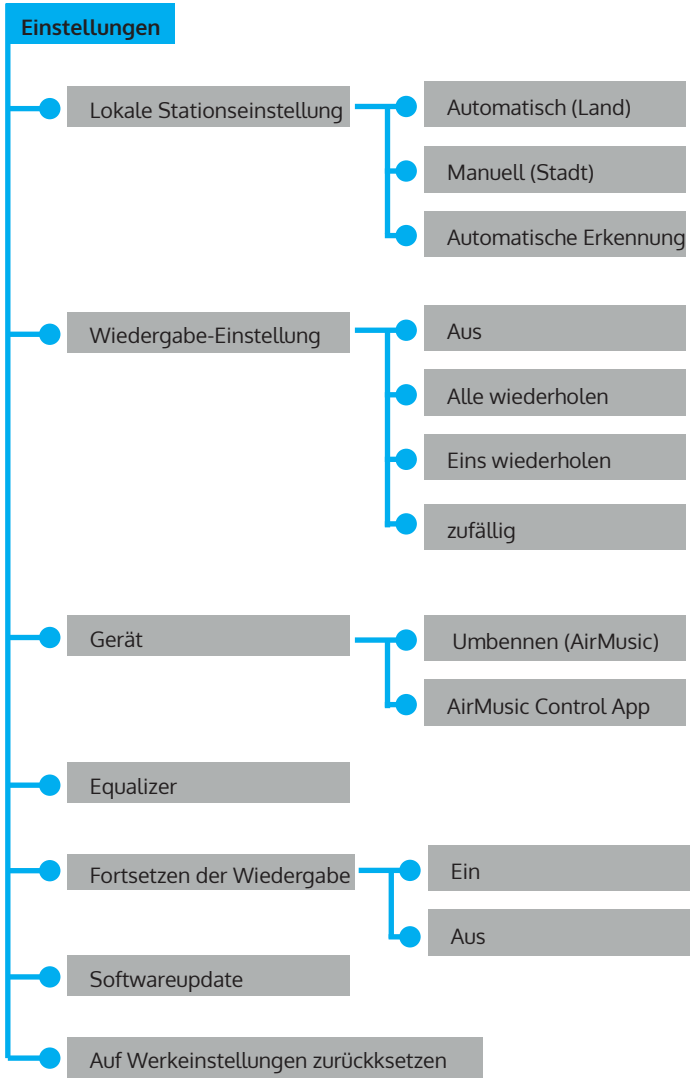 Einstellungen
Lokale Stationseinstellung
Automatisch (Land)
Manuell (Stadt)
Automatische Erkennung
Wiedergabe-Einstellung
Aus
Alle wiederholen
Eins wiederholen
zufällig
Gerät
Umbennen (AirMusic)
AirMusic Control App
Equalizer
Fortsetzen der Wiedergabe
Ein
Aus
Softwareupdate
Auf Werkeinstellungen zurückksetzen